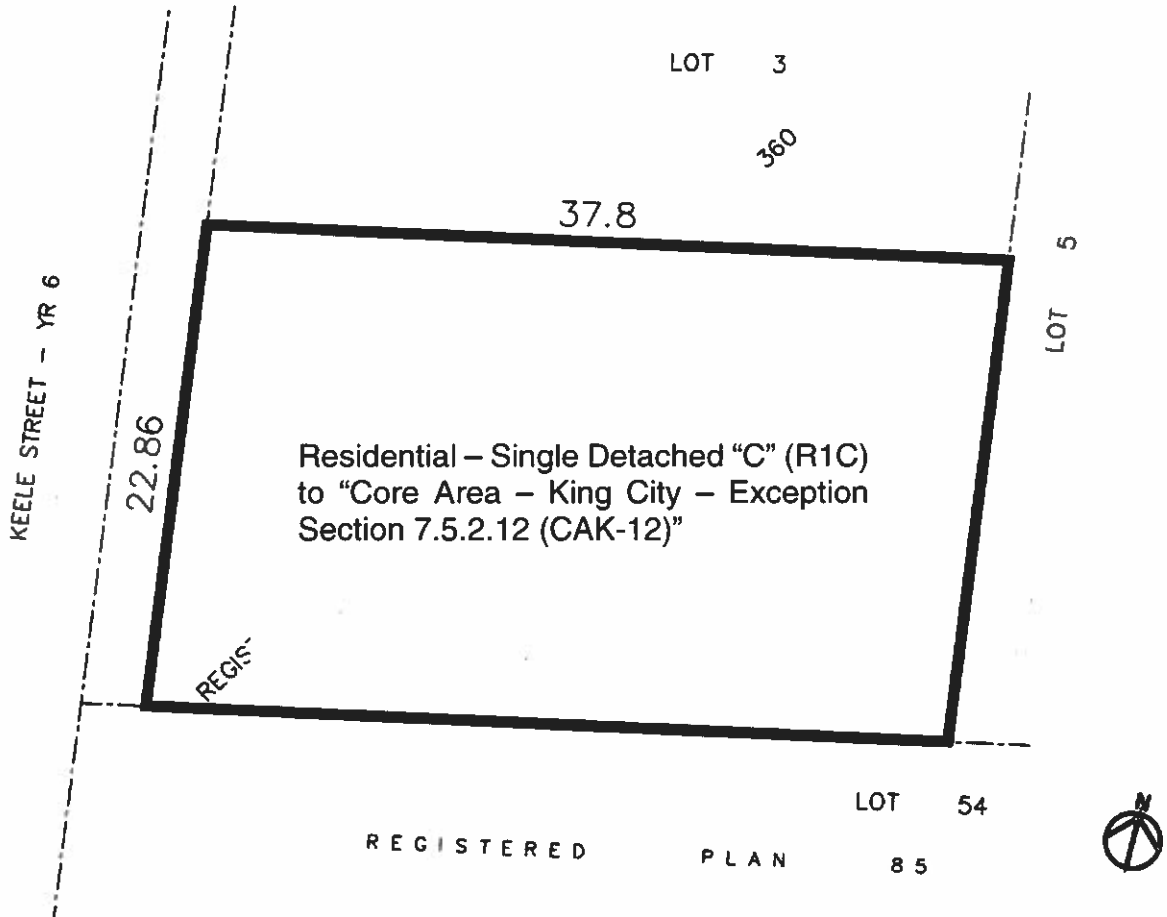 LOT 3
360
37.8
LOT 5
KEELE STREET – YR 6
22.86
Residential – Single Detached “C” (R1C)
to “Core Area – King City – Exception
Section 7.5.2.12 (CAK-12)”
REGIS
LOT 54
REGISTERED PLAN 85
N